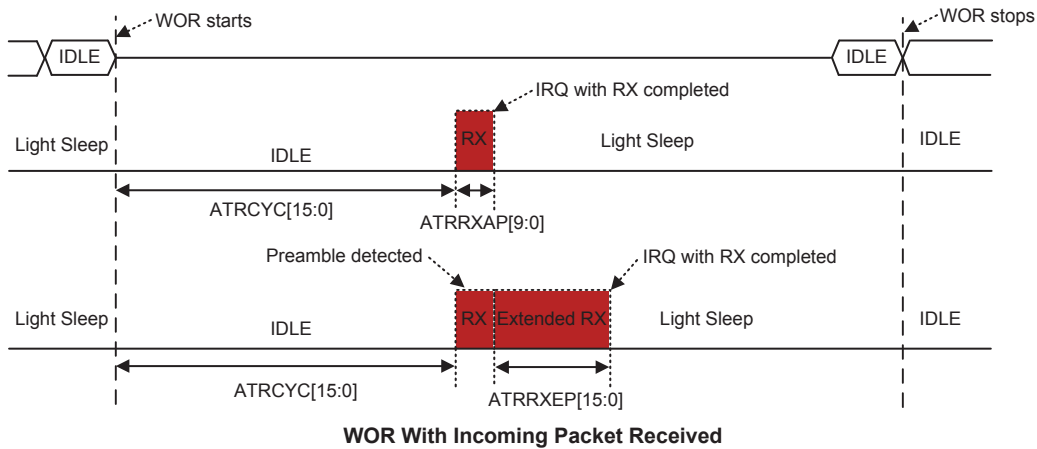 WOR starts
WOR stops
IDLE
IDLE
IRQ with RX completed
Light Sleep
IDLE
RX
Light Sleep
IDLE
ATRCYC[15:0]
ATRRXAP[9:0]
Preamble detected
IRQ with RX completed
Light Sleep
IDLE
RX
Extended RX
Light Sleep
IDLE
ATRCYC[15:0]
ATRRXEP[15:0]
WOR With Incoming Packet Received